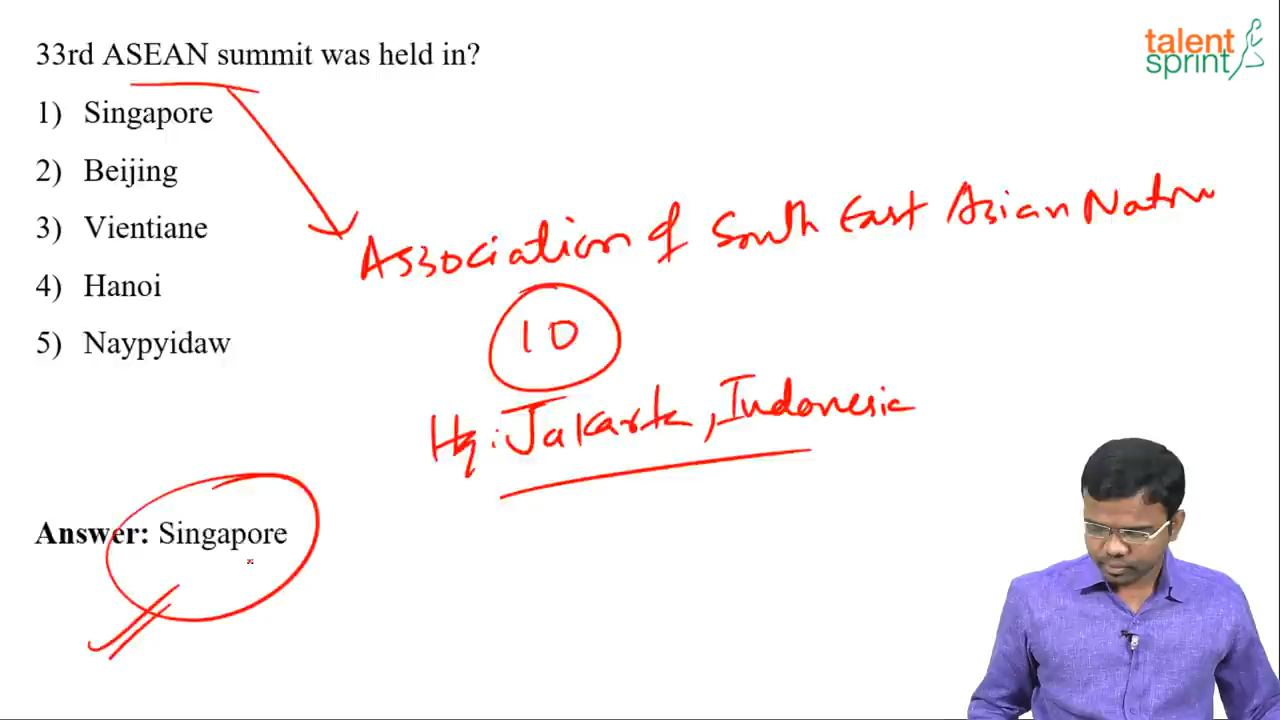 33rd ASEAN summit was held in?
talent
sprint
1) Singapore
2) Beijing
3) Vientiane
4) Hanoi
5) Naypyidaw
Association of South East Asian
10
Hq: Jakarta, Indonesia
Answer: Singapore